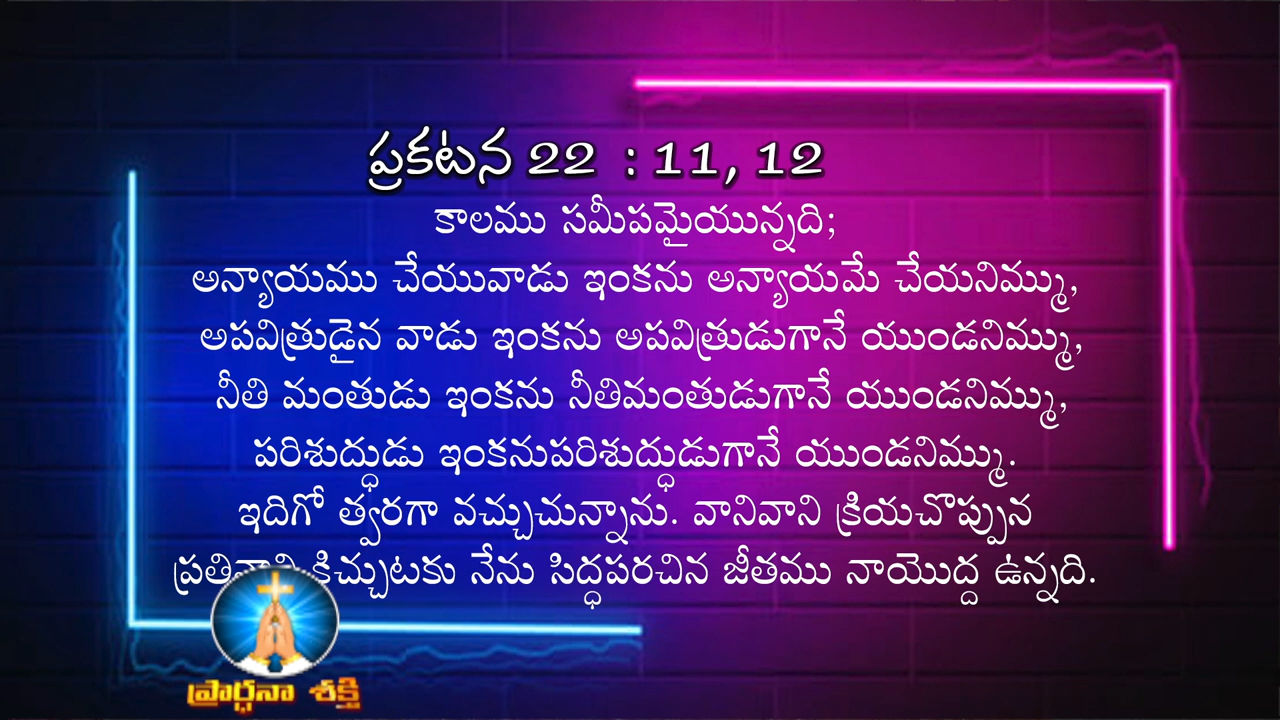 ప్రకటన 22 : 11, 12
కాలము సమీపమైయున్నది;
అన్యాయము చేయువాడు ఇంకను అన్యాయమే చేయనిమ్ము,
అపవిత్రుడైన వాడు ఇంకను అపవిత్రుడుగానే యుండనిమ్ము,
నీతి మంతుడు ఇంకను నీతిమంతుడుగానే యుండనిమ్ము,
పరిశుద్ధుడు ఇంకనుపరిశుద్ధుడుగానే యుండనిమ్ము.
ఇదిగో త్వరగా వచ్చుచున్నాను. వానివాని క్రియచొప్పున
కిచ్చుటకు నేను సిద్ధపరచిన జీతము నాయొద్ద ఉన్నది.
ప్రార్ధనా శక్తి